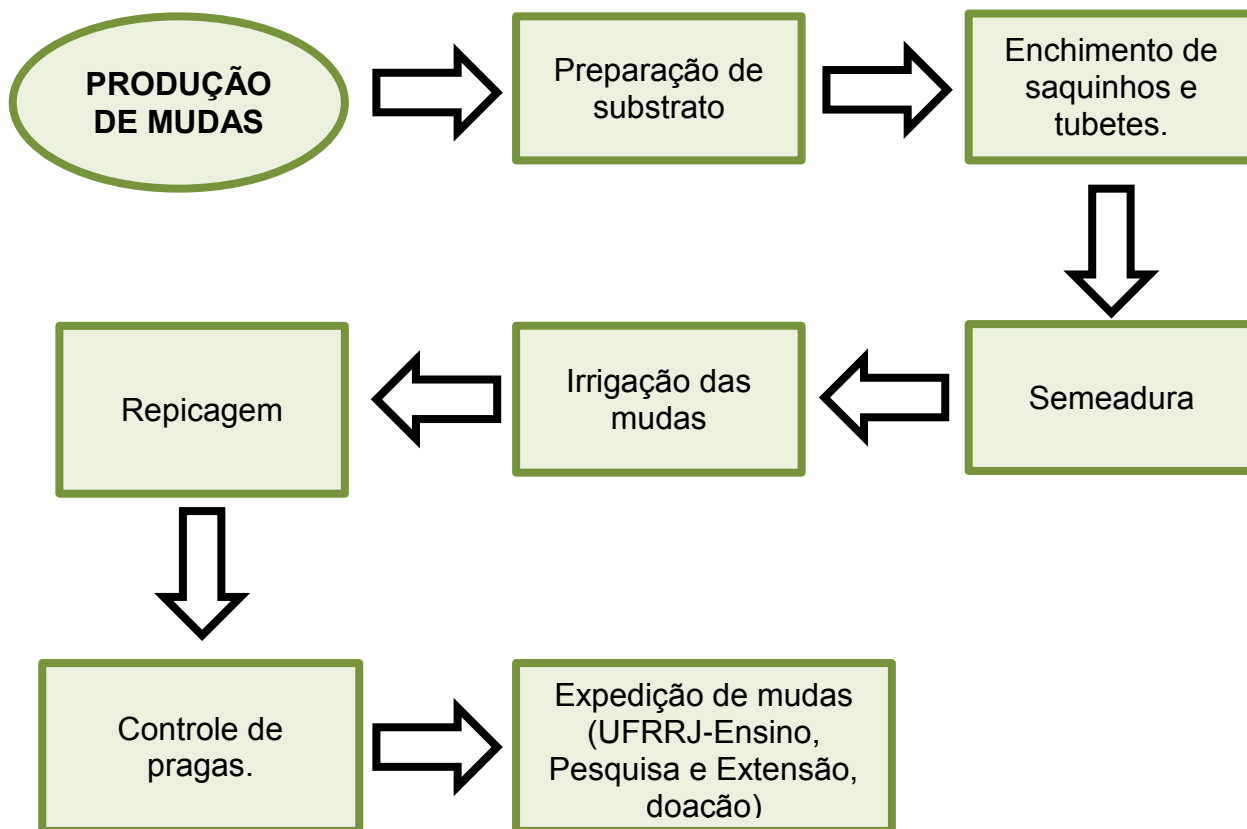 PRODUÇÃO
DE MUDAS
Preparação de
substrato
Enchimento de
saquinhos e
tubetes.
Semeadura
Irrigação das
mudas
Repicagem
Controle de
pragas.
Expedição de mudas
(UFRRJ-Ensino,
Pesquisa e Extensão,
doação)